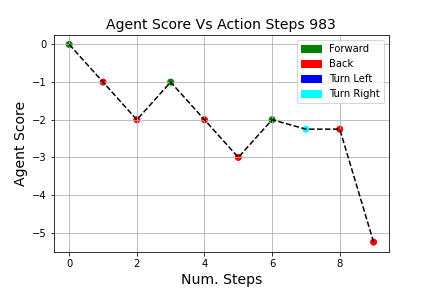 Agent Score Vs Action Steps 983
Forward
Back
Turn Left
Turn Right
0
−1
−2
−3
−4
−5
Agent Score
0 2 4 6 8
Num. Steps